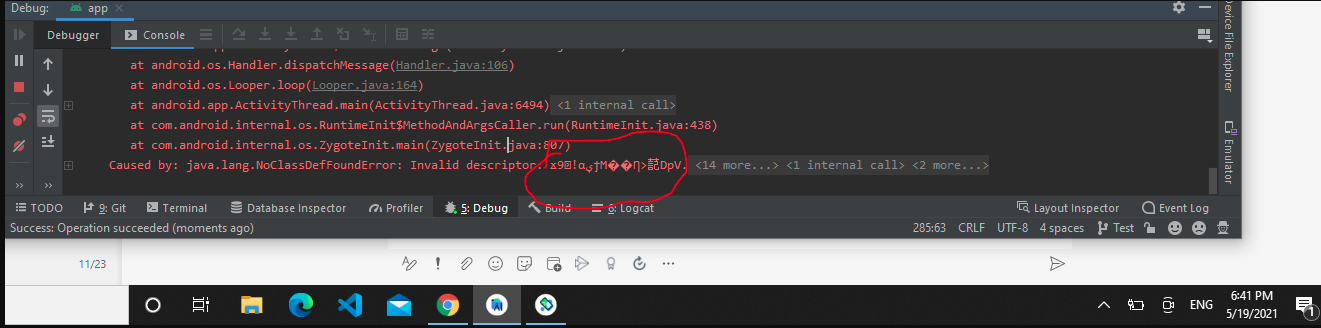 Debug: app
Debugger Console
at android.os.Handler.dispatchMessage(Handler.java:106)
at android.os.Looper.loop(Looper.java:164)
at android.app.ActivityThread.main(ActivityThread.java:6494) <1 internal call>
at com.android.internal.os.RuntimeInit$MethodAndArgsCaller.run(RuntimeInit.java:438)
at com.android.internal.os.ZygoteInit.main(ZygoteInit.java:807)
Caused by: java.lang.NoClassDefFoundError: Invalid descriptor: <14 more...> <1 internal call> <2 more...>
TODO 9: Git Terminal Database Inspector Profiler 5: Debug Build 6: Logcat Layout Inspector Event Log
Success: Operation succeeded (moments ago) 285:63 CRLF UTF-8 4 spaces Test
Device File Explorer
Emulator
11/23
ENG
6:41 PM
5/19/2021
1